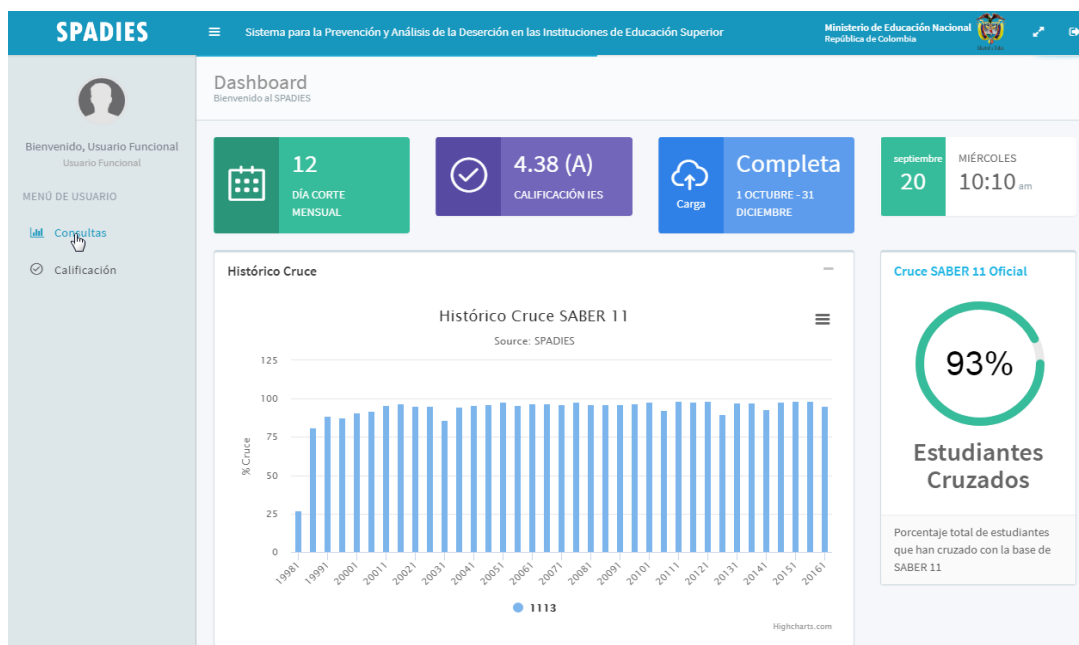 SPADIES
Sistema para la Prevención y Análisis de la Deserción en las Instituciones de Educación Superior
Ministerio de Educación Nacional
República de Colombia
Dashboard
Bienvenido al SPADIES
Bienvenido, Usuario Funcional
Usuario Funcional
MENÚ DE USUARIO
Consultas
Calificación
12
DÍA CORTE
MENSUAL
4.38 (A)
CALIFICACIÓN IES
Carga
Completa
1 OCTUBRE - 31
DICIEMBRE
septiembre
20
MIÉRCOLES
10:10 am
Histórico Cruce
Histórico Cruce SABER 11
Source: SPADIES
% Cruce
125
100
75
50
25
0
19981 19991 20001 20011 20021 20031 20041 20051 20061 20071 20081 20091 20101 20111 20121 20131 20141 20151 20161
1113
Highcharts.com
Cruce SABER 11 Oficial
93%
Estudiantes
Cruzados
Porcentaje total de estudiantes
que han cruzado con la base de
SABER 11